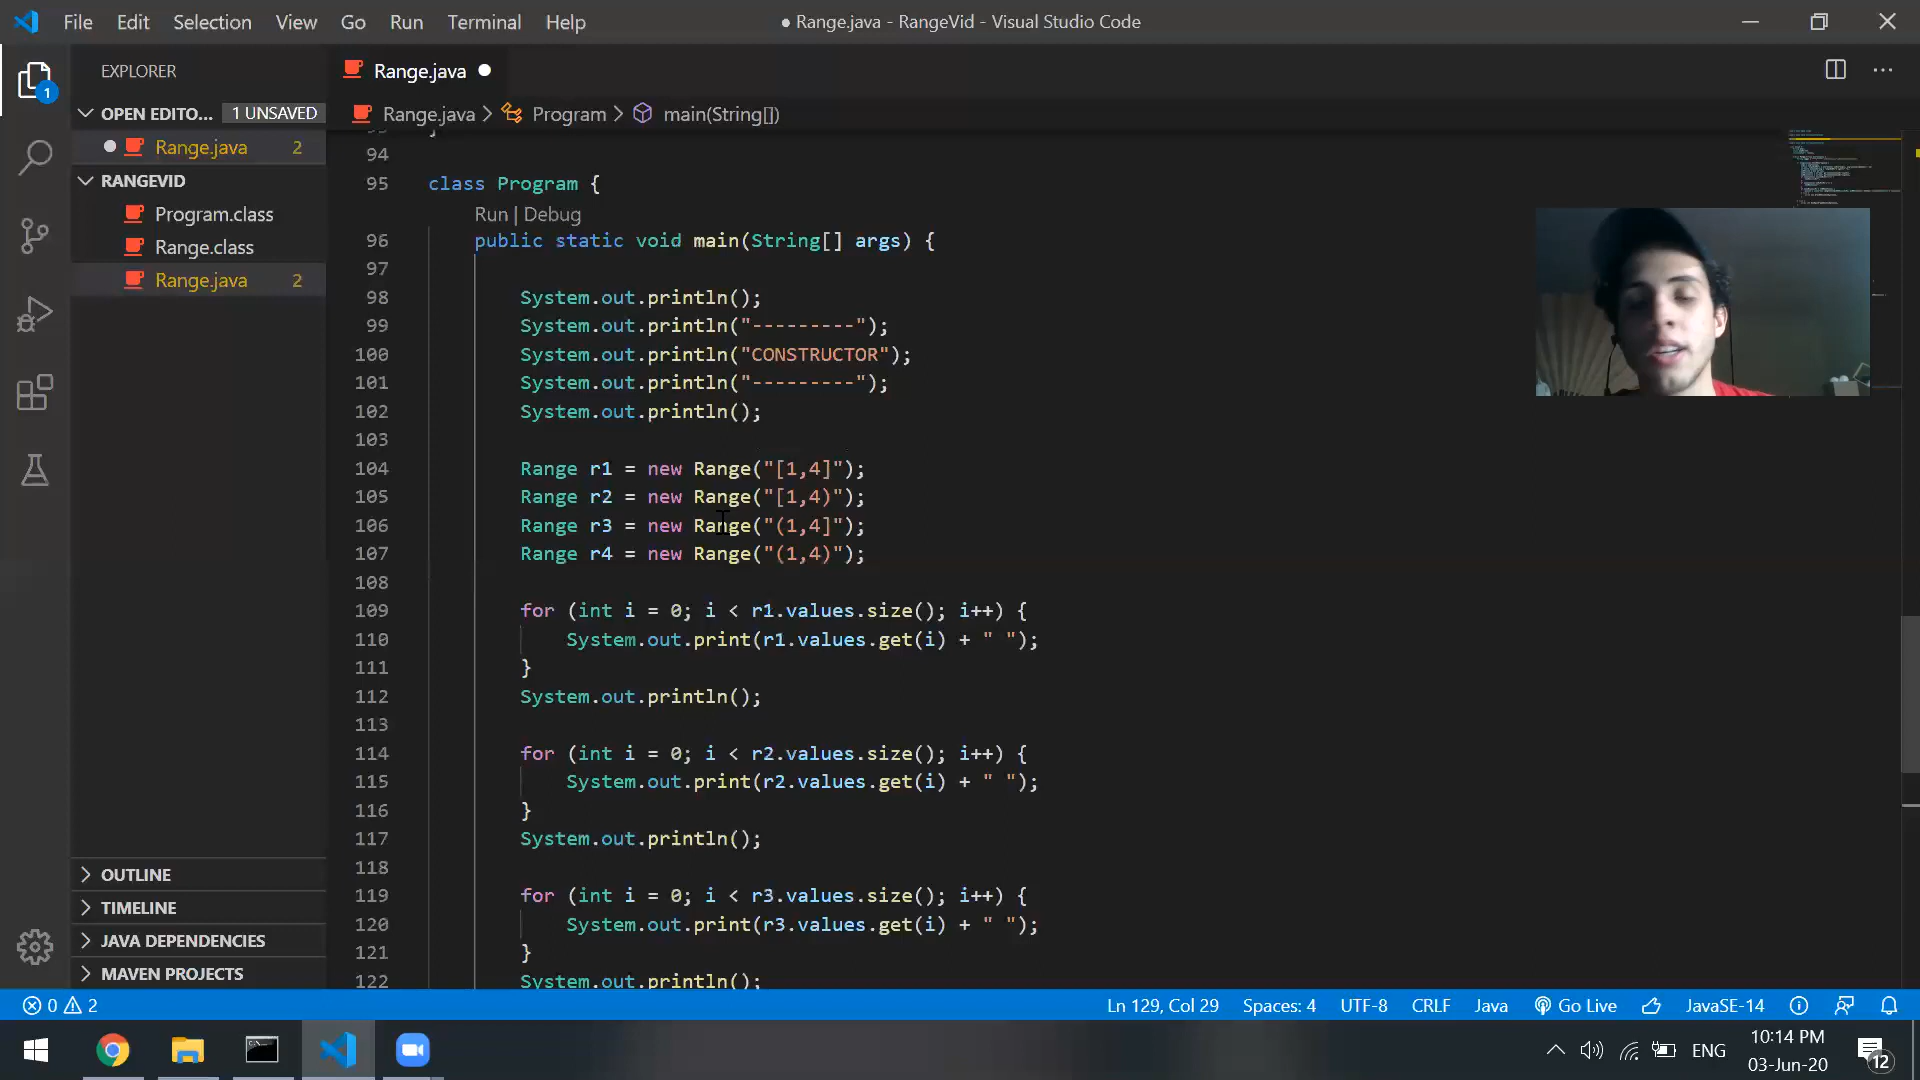 File Edit Selection View Go Run Terminal Help
● Range.java - RangeVid - Visual Studio Code
EXPLORER
OPEN EDITO... 1 UNSAVED
Range.java 2
RANGEVID
Program.class
Range.class
Range.java 2
OUTLINE
TIMELINE
JAVA DEPENDENCIES
MAVEN PROJECTS
1
Range.java
Range.java > Program > main(String[])
94
95 class Program {
Run | Debug
96 public static void main(String[] args) {
97
98 System.out.println();
99 System.out.println("---------");
100 System.out.println("CONSTRUCTOR");
101 System.out.println("---------");
102 System.out.println();
103
104 Range r1 = new Range("[1,4]");
105 Range r2 = new Range("[1,4)");
106 Range r3 = new Range("(1,4]");
107 Range r4 = new Range("(1,4)");
108
109 for (int i = 0; i < r1.values.size(); i++) {
110 System.out.print(r1.values.get(i) + " ");
111 }
112 System.out.println();
113
114 for (int i = 0; i < r2.values.size(); i++) {
115 System.out.print(r2.values.get(i) + " ");
116 }
117 System.out.println();
118
119 for (int i = 0; i < r3.values.size(); i++) {
120 System.out.print(r3.values.get(i) + " ");
121 }
122 System.out.println();
0 2 Ln 129, Col 29 Spaces: 4 UTF-8 CRLF Java Go Live JavaSE-14
ENG 10:14 PM
03-Jun-20
12